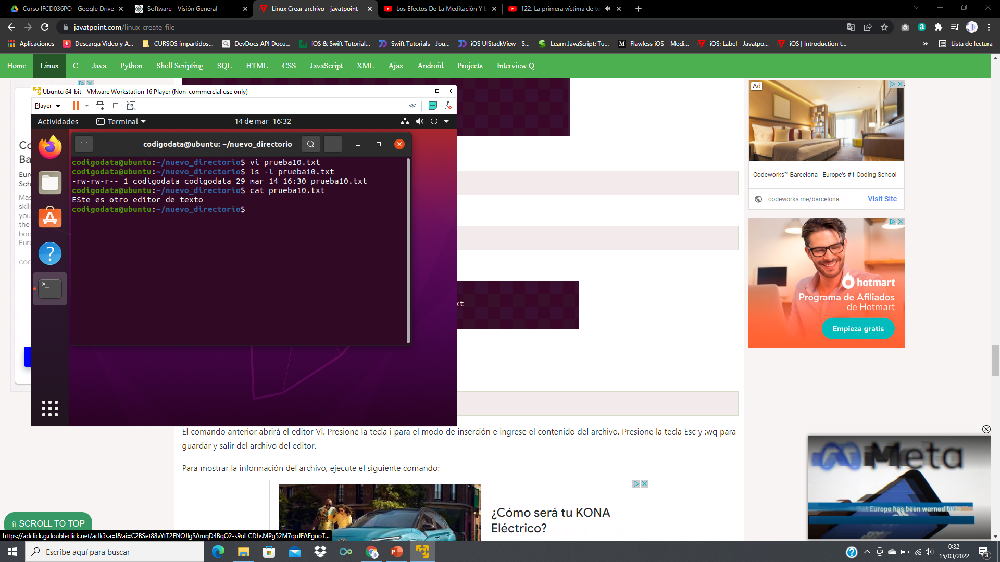 Curso IFCD036PO - Google Drive
Software - Visión General
Linux Crear archivo - javatpoint
Los Efectos De La Meditación Y
122. La primera víctima de to
javatpoint.com/linux-create-file
Aplicaciones
Descarga Video y A...
CURSOS impartidos...
DevDocs API Docu...
iOS & Swift Tutorial...
Swift Tutorials - Jou...
iOS UIStackView - S...
Learn JavaScript: Tu...
Flawless iOS – Medi...
iOS: Label - Javatpo...
iOS | Introduction t...
»
Lista de lectura
Home
Linux
C
Java
Python
Shell Scripting
SQL
HTML
CSS
JavaScript
XML
Ajax
Android
Projects
Interview Q
Ubuntu 64-bit - VMware Workstation 16 Player (Non-commercial use only)
Player
Actividades
Terminal
14 de mar 16:32
codigodata@ubuntu: ~/nuevo_directorio
codigodata@ubuntu:~/nuevo_directorio$ vi prueba10.txt
codigodata@ubuntu:~/nuevo_directorio$ ls -l prueba10.txt
-rw-rw-r-- 1 codigodata codigodata 29 mar 14 16:30 prueba10.txt
codigodata@ubuntu:~/nuevo_directorio$ cat prueba10.txt
ESte es otro editor de texto
codigodata@ubuntu:~/nuevo_directorio$
Co
Ba
Eur
Sch
Mas
skill
you
the
boo
Euro
xt
Ad
Codeworks™ Barcelona - Europe's #1 Coding School
codeworks.me/barcelona
Visit Site
hotmart
Programa de Afiliados
de Hotmart
Empieza gratis
El comando anterior abrirá el editor Vi. Presione la tecla i para el modo de inserción e ingrese el contenido del archivo. Presione la tecla Esc y :wq para
guardar y salir del archivo del editor.
Para mostrar la información del archivo, ejecute el siguiente comando:
¿Cómo será tu KONA
Eléctrico?
Meta
that Europe has been warned by
⇧ SCROLL TO TOP
https://adclick.g.doubleclick.net/aclk?sa=l&ai=C2BSet88vYtT2FNOJlgSAmqD4BqO2-s9ol_CDhsMPg52M7qoJEAEguoT...
Escribe aquí para buscar
0:32
15/03/2022
3